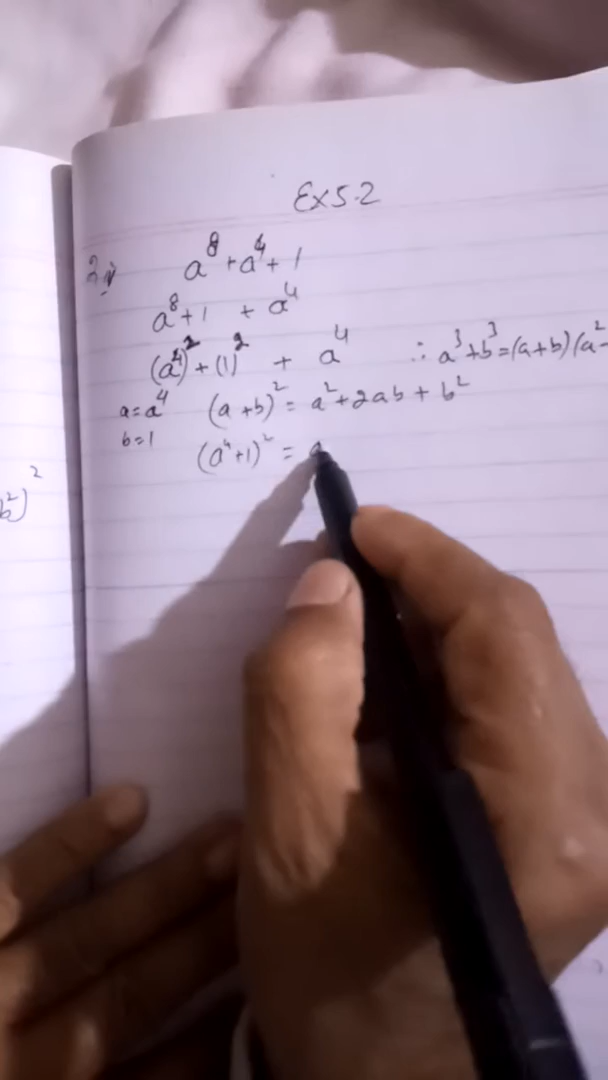 Ex 5.2
a⁸ + a⁴ + 1
a⁸ + 1 + a⁴
(a⁴)² + (1)² + a⁴ ∴ a³ + b³ = (a + b)(a² -
a = a⁴ (a + b)² = a² + 2ab + b²
b = 1 (a⁴ + 1)² = a
b²)²